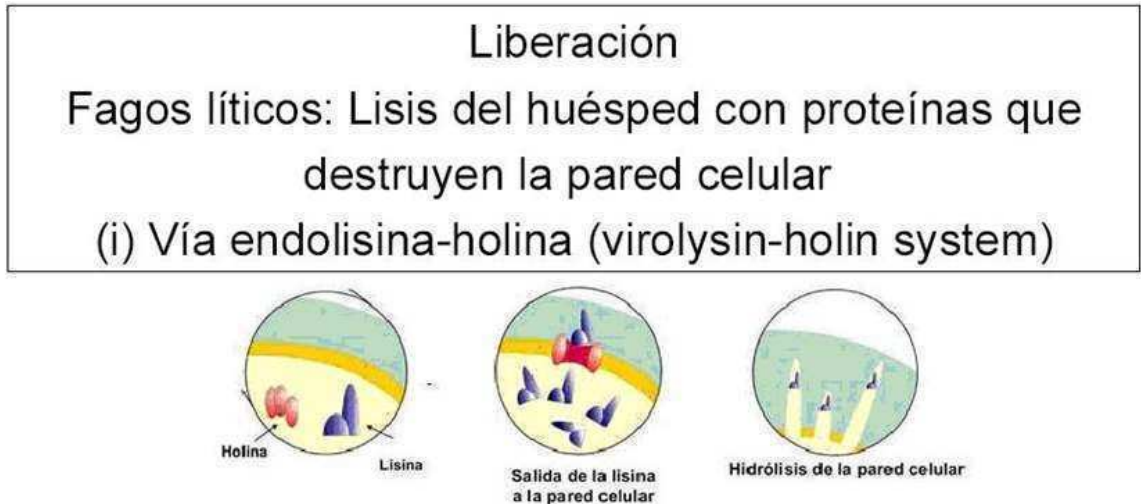 Liberación
Fagos líticos: Lisis del huésped con proteínas que
destruyen la pared celular
(i) Vía endolisina-holina (virolysin-holin system)
Holina
Lisina
Salida de la lisina
a la pared celular
Hidrólisis de la pared celular